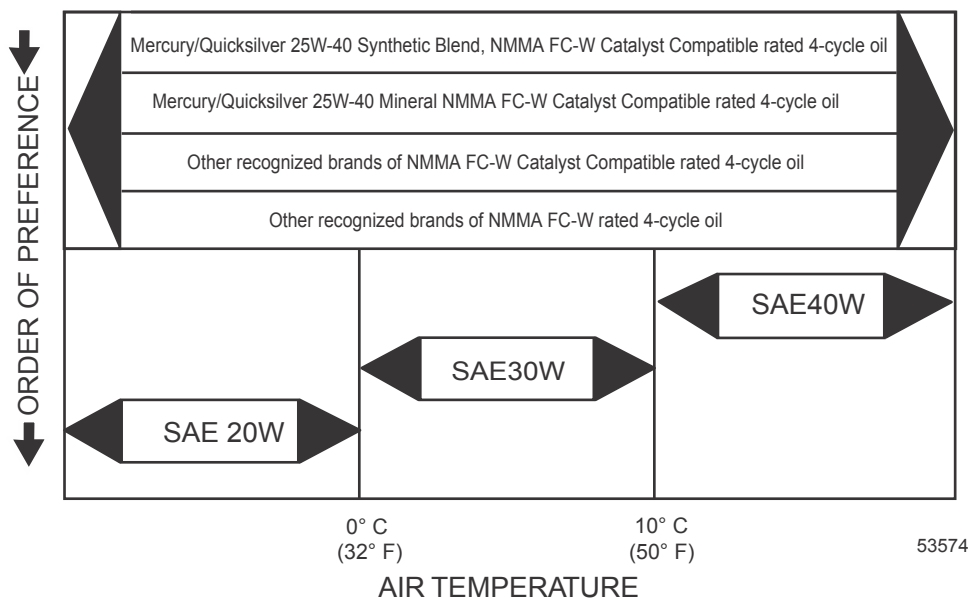 ORDER OF PREFERENCE
Mercury/Quicksilver 25W-40 Synthetic Blend, NMMA FC-W Catalyst Compatible rated 4-cycle oil
Mercury/Quicksilver 25W-40 Mineral NMMA FC-W Catalyst Compatible rated 4-cycle oil
Other recognized brands of NMMA FC-W Catalyst Compatible rated 4-cycle oil
Other recognized brands of NMMA FC-W rated 4-cycle oil
SAE40W
SAE30W
SAE 20W
0° C
(32° F)
10° C
(50° F)
53574
AIR TEMPERATURE